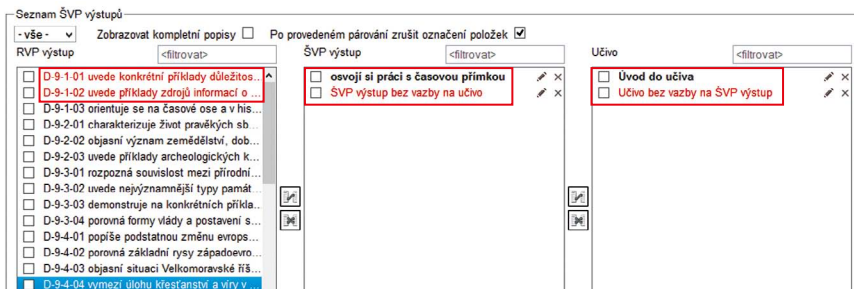 Seznam ŠVP výstupů
- vše -
Zobrazovat kompletní popisy
Po provedeném párování zrušit označení položek
RVP výstup
<filtrovat>
ŠVP výstup
<filtrovat>
Učivo
<filtrovat>
D-9-1-01 uvede konkrétní příklady důležitos...
D-9-1-02 uvede příklady zdrojů informací o ...
D-9-1-03 orientuje se na časové ose a v his...
D-9-2-01 charakterizuje život pravěkých sb...
D-9-2-02 objasní význam zemědělství, dob...
D-9-2-03 uvede příklady archeologických k...
D-9-3-01 rozpozná souvislost mezi přírodní...
D-9-3-02 uvede nejvýznamnější typy památ...
D-9-3-03 demonstruje na konkrétních příkla...
D-9-3-04 porovná formy vlády a postavení s...
D-9-4-01 popíše podstatnou změnu evrops...
D-9-4-02 porovná základní rysy západoevro...
D-9-4-03 objasní situaci Velkomoravské říš...
D-9-4-04 vymezí úlohu křesťanství a víry v ...
osvojí si práci s časovou přímkou
ŠVP výstup bez vazby na učivo
Úvod do učiva
Učivo bez vazby na ŠVP výstup